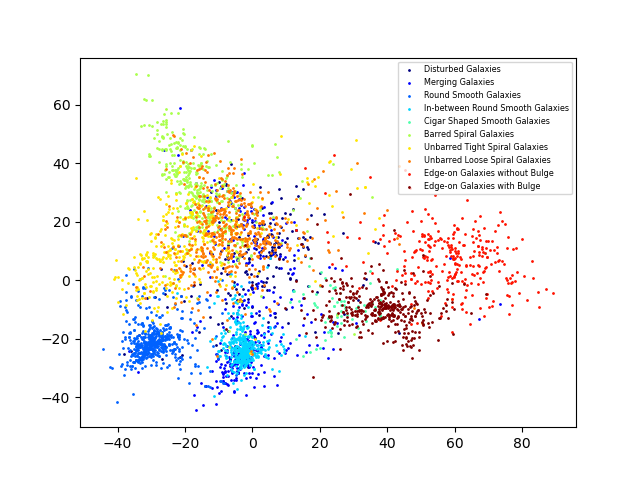 Disturbed Galaxies
Merging Galaxies
Round Smooth Galaxies
In-between Round Smooth Galaxies
Cigar Shaped Smooth Galaxies
Barred Spiral Galaxies
Unbarred Tight Spiral Galaxies
Unbarred Loose Spiral Galaxies
Edge-on Galaxies without Bulge
Edge-on Galaxies with Bulge
60
40
20
0
−20
−40
−40 −20 0 20 40 60 80